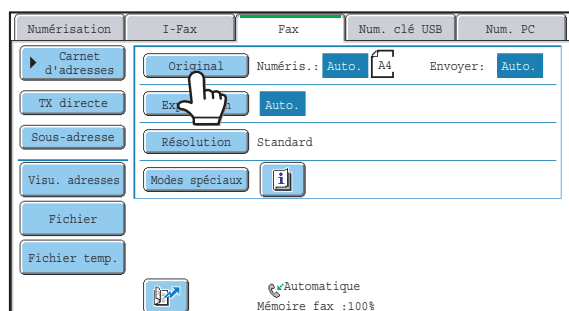 Numérisation I-Fax Fax Num. clé USB Num. PC
Carnet d'adresses
Original Numéris.: Auto. A4 Envoyer: Auto.
TX directe
Auto.
Sous-adresse
Résolution Standard
Visu. adresses
Modes spéciaux
Fichier
Fichier temp.
Automatique
Mémoire fax :100%